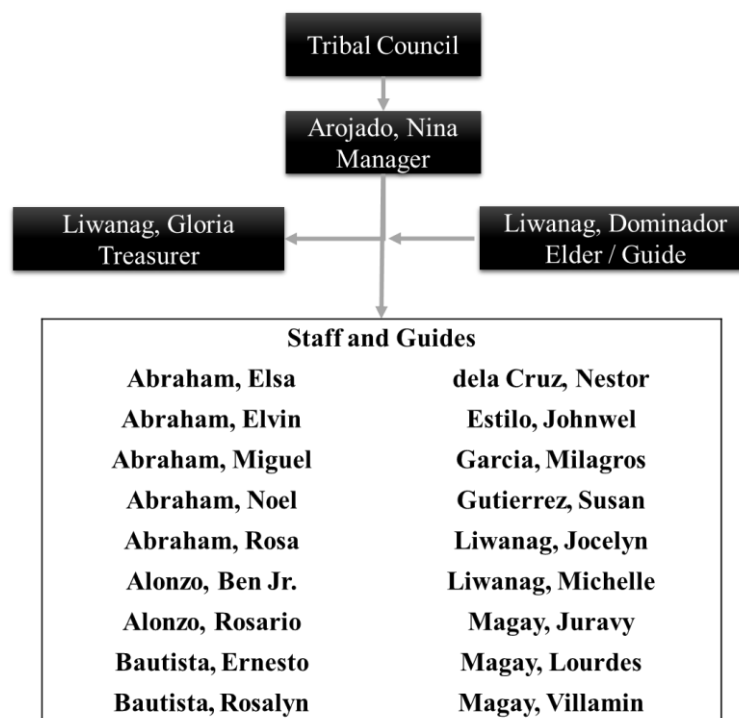 Tribal Council
Arojado, Nina
Manager
Liwanag, Gloria
Treasurer
Liwanag, Dominador
Elder / Guide
Staff and Guides
Abraham, Elsa
dela Cruz, Nestor
Abraham, Elvin
Estilo, Johnwel
Abraham, Miguel
Garcia, Milagros
Abraham, Noel
Gutierrez, Susan
Abraham, Rosa
Liwanag, Jocelyn
Alonzo, Ben Jr.
Liwanag, Michelle
Alonzo, Rosario
Magay, Juravy
Bautista, Ernesto
Magay, Lourdes
Bautista, Rosalyn
Magay, Villamin